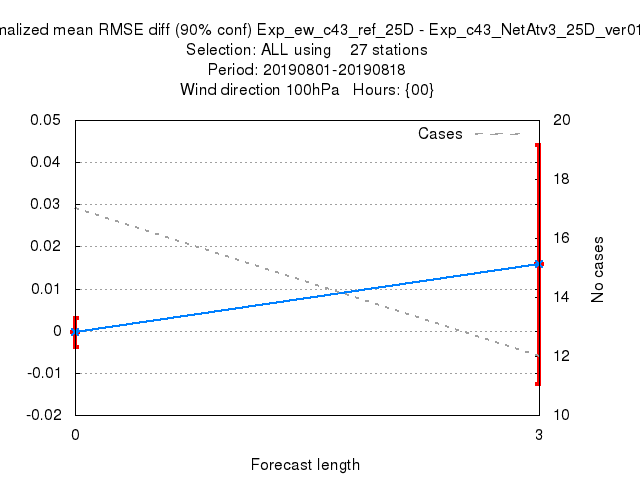 malized mean RMSE diff (90% conf) Exp_ew_c43_ref_25D - Exp_c43_NetAtv3_25D_ver01
Selection: ALL using 27 stations
Period: 20190801-20190818
Wind direction 100hPa Hours: {00}
Cases
0.05
0.04
0.03
0.02
0.01
0
-0.01
-0.02
20
18
16
14
12
10
No cases
0
3
Forecast length